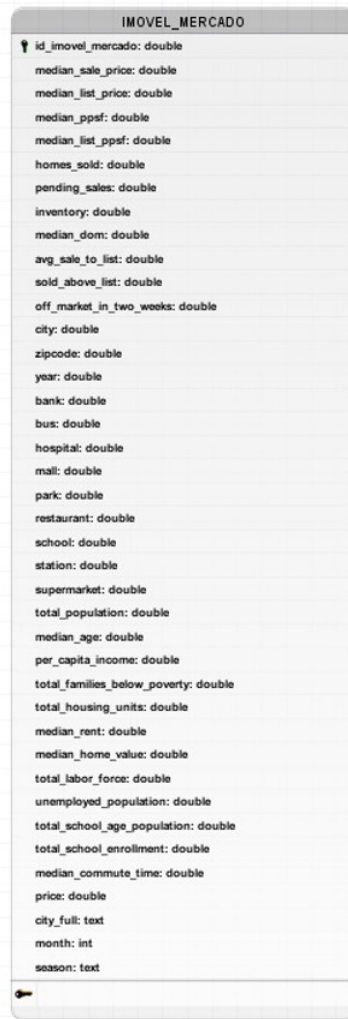 IMOVEL_MERCADO
id_imovel_mercado: double
median_sale_price: double
median_list_price: double
median_ppsf: double
median_list_ppsf: double
homes_sold: double
pending_sales: double
inventory: double
median_dom: double
avg_sale_to_list: double
sold_above_list: double
off_market_in_two_weeks: double
city: double
zipcode: double
year: double
bank: double
bus: double
hospital: double
mall: double
park: double
restaurant: double
school: double
station: double
supermarket: double
total_population: double
median_age: double
per_capita_income: double
total_families_below_poverty: double
total_housing_units: double
median_rent: double
median_home_value: double
total_labor_force: double
unemployed_population: double
total_school_age_population: double
total_school_enrollment: double
median_commute_time: double
price: double
city_full: text
month: int
season: text